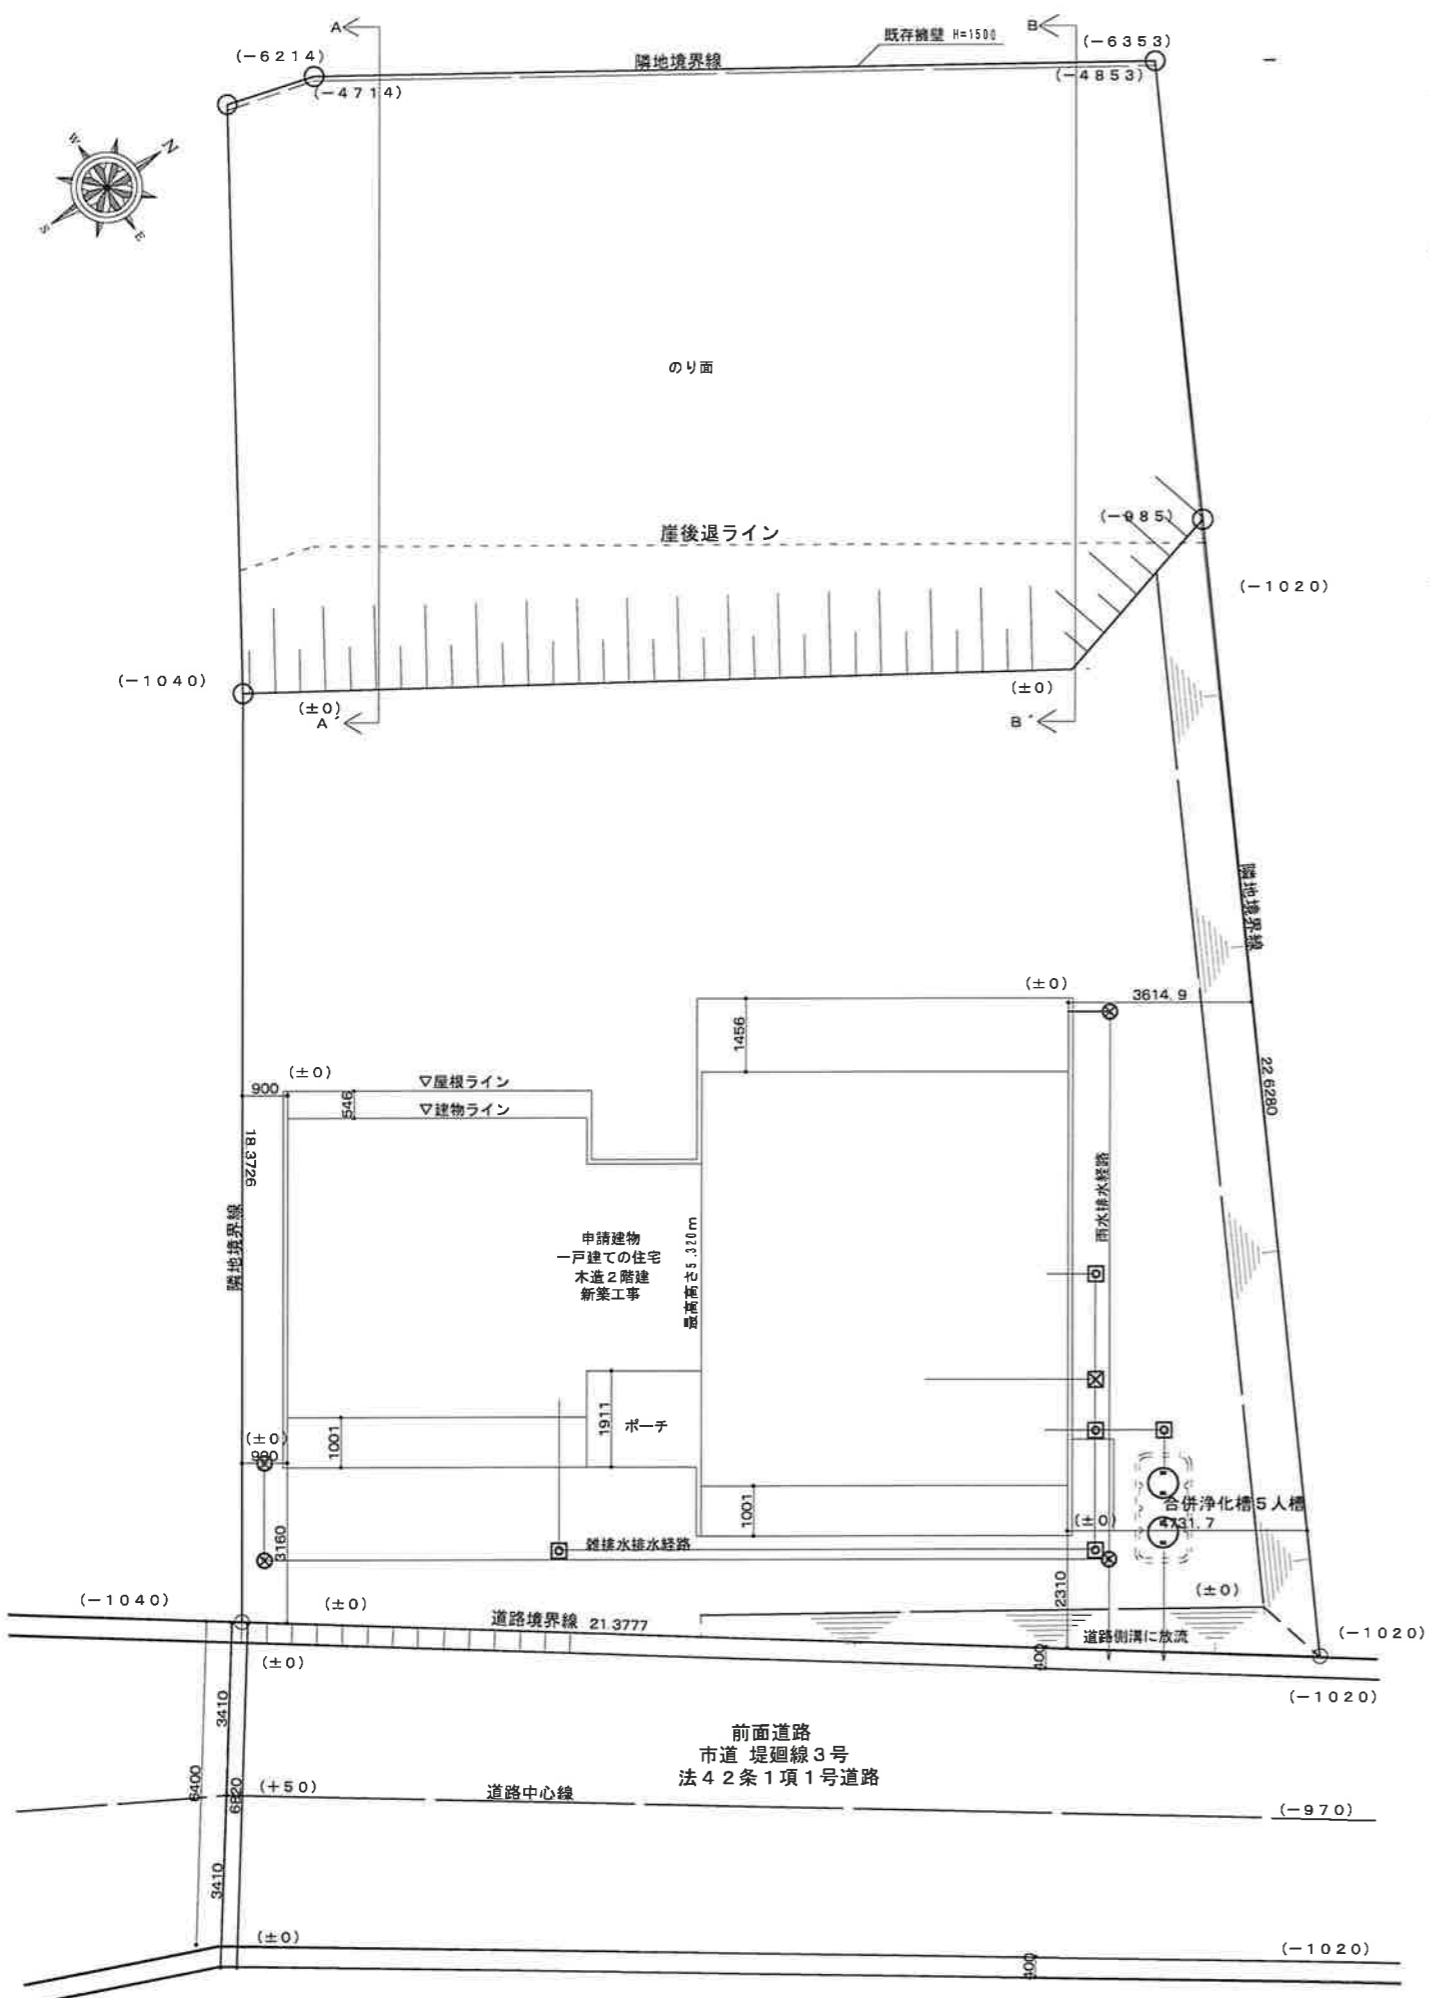 A
B
既存擁壁 H=1500
(−6214)
隣地境界線
(−6353)
(−4714)
(−4853)
W
N
S
E
のり面
(−985)
崖後退ライン
(−1020)
(−1040)
(±0)
(±0)
A´
B´
隣地境界線
(±0)
3614.9
1456
(±0)
900
▽屋根ライン
546
▽建物ライン
22.6280
18.3726
雨水排水経路
隣地境界線
申請建物
一戸建ての住宅
木造2階建
新築工事
最高高さ5.320m
1911
ポーチ
(±0)
1001
900
1001
合併浄化槽5人槽
(±0)
4731.7
3160
雑排水排水経路
2310
(−1040)
(±0)
(±0)
道路境界線 21.3777
道路側溝に放流
(−1020)
(±0)
400
(−1020)
3410
前面道路
市道 堤廻線3号
法42条1項1号道路
6400
6820
(+50)
道路中心線
(−970)
3410
(±0)
(−1020)
400